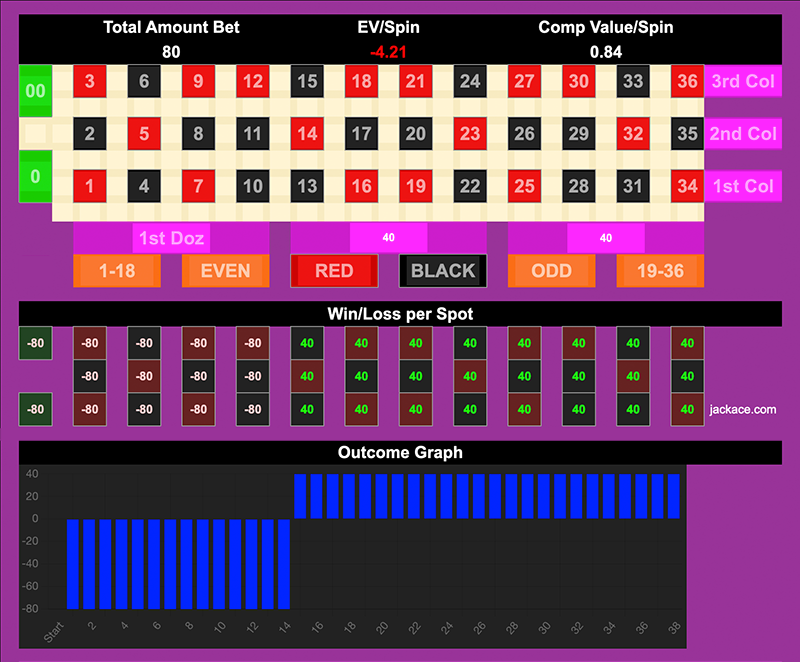 Total Amount Bet EV/Spin Comp Value/Spin
80 -4.21 0.84
00 3 6 9 12 15 18 21 24 27 30 33 36 3rd Col
2 5 8 11 14 17 20 23 26 29 32 35 2nd Col
0 1 4 7 10 13 16 19 22 25 28 31 34 1st Col
1st Doz 40 40
1-18 EVEN RED BLACK ODD 19-36
Win/Loss per Spot
-80 -80 -80 -80 -80 40 40 40 40 40 40 40 40
-80 -80 -80 -80 40 40 40 40 40 40 40 40
-80 -80 -80 -80 -80 40 40 40 40 40 40 40 40 jackace.com
Outcome Graph
40
20
0
-20
-40
-60
-80
Start 2 4 6 8 10 12 14 16 18 20 22 24 26 28 30 32 34 36 38